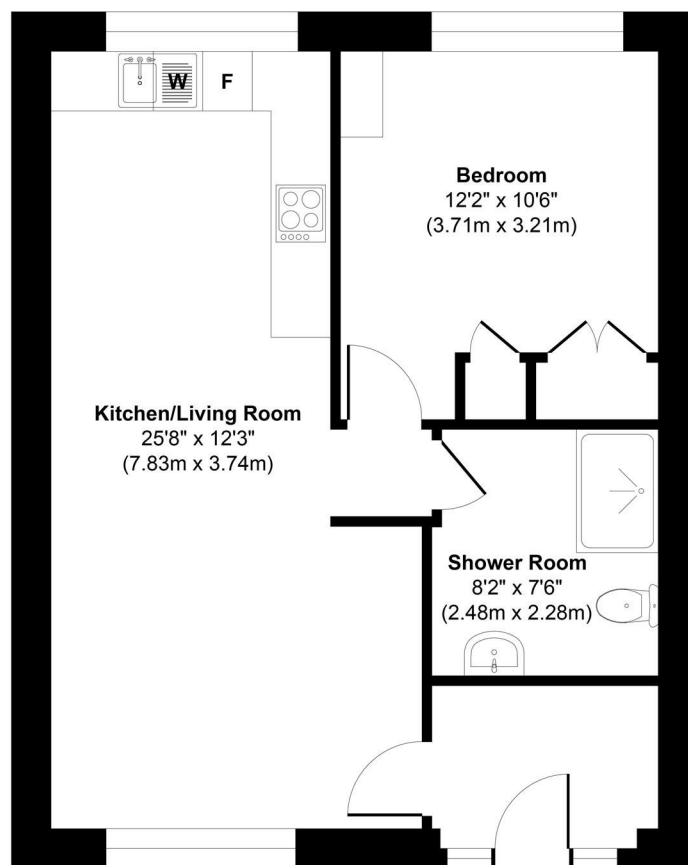 W
F
Bedroom
12'2" x 10'6"
(3.71m x 3.21m)
Kitchen/Living Room
25'8" x 12'3"
(7.83m x 3.74m)
Shower Room
8'2" x 7'6"
(2.48m x 2.28m)